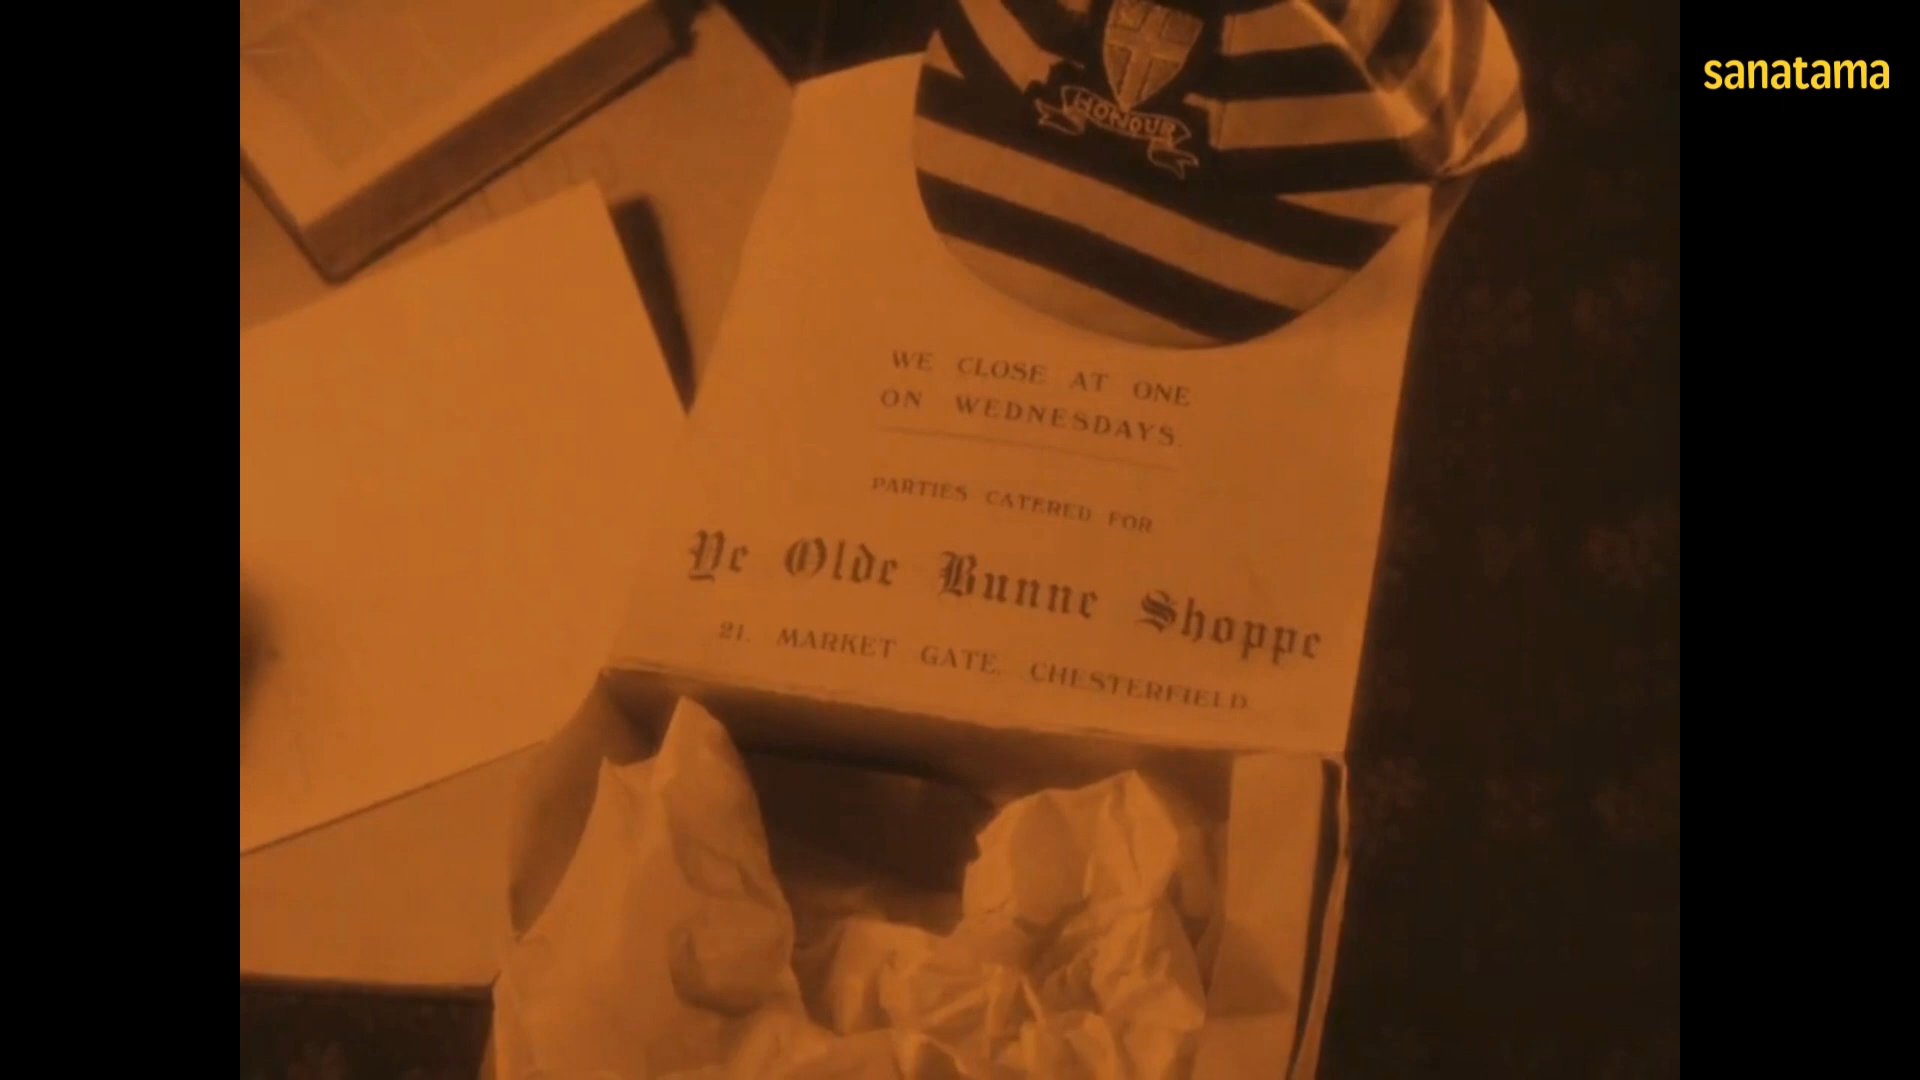 sanatama
HONOUR
WE CLOSE AT ONE
ON WEDNESDAYS.
PARTIES CATERED FOR
Ye Olde Bunne Shoppe
21, MARKET GATE, CHESTERFIELD